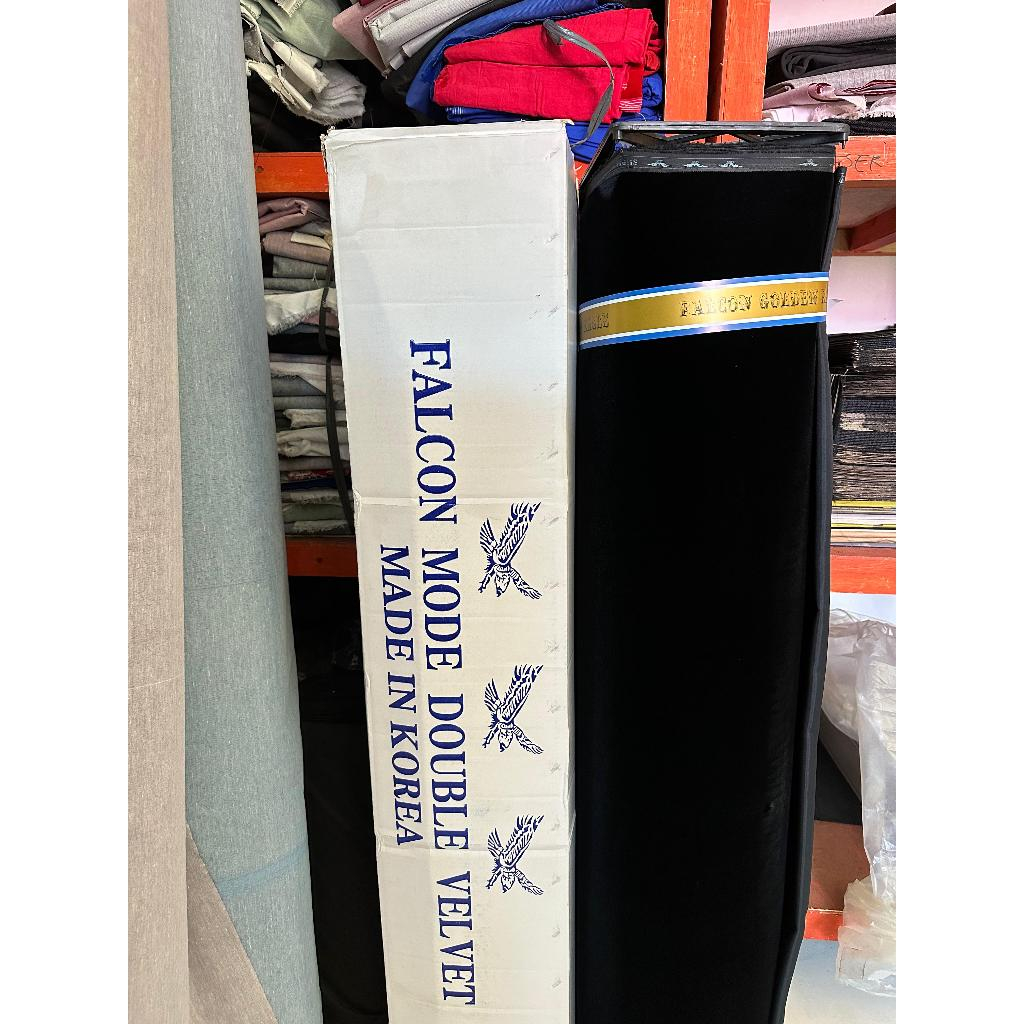 FALCON MODE DOUBLE VELVET
MADE IN KOREA
FALCON GOLDEN